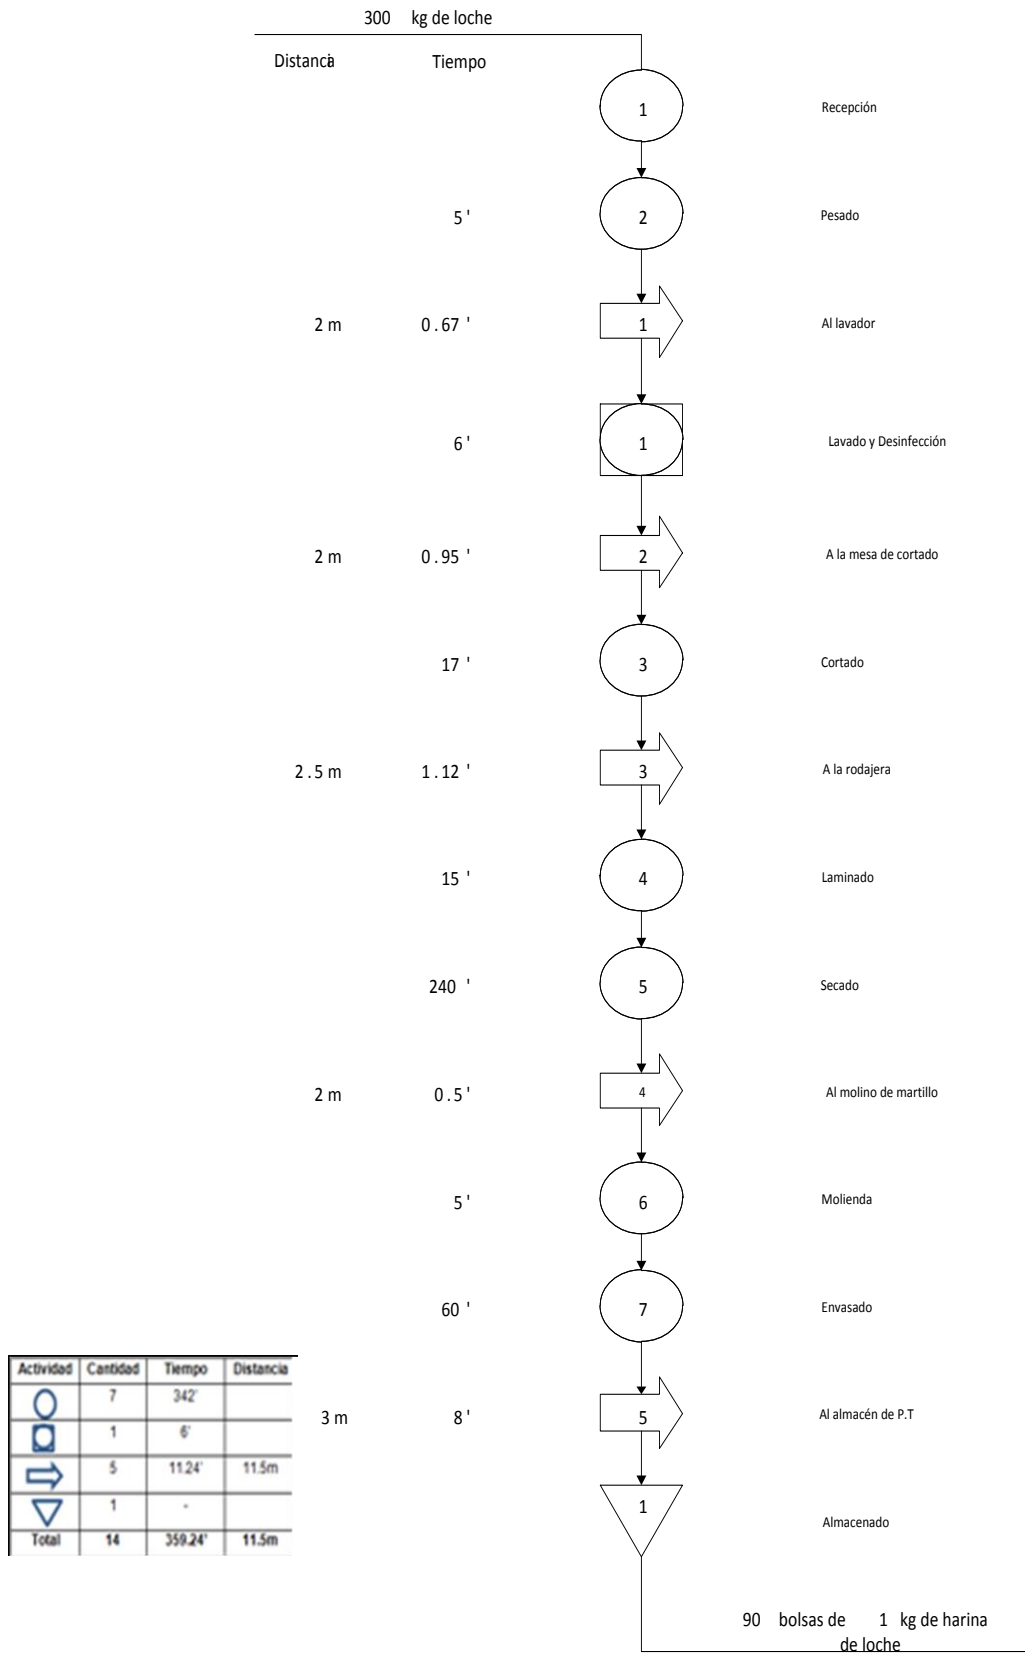 300 kg de loche
Distancia Tiempo
1 Recepción
5 ' 2 Pesado
2 m 0.67 ' 1 Al lavador
6 ' 1 Lavado y Desinfección
2 m 0.95 ' 2 A la mesa de cortado
17 ' 3 Cortado
2.5 m 1.12 ' 3 A la rodajera
15 ' 4 Laminado
240 ' 5 Secado
2 m 0.5 ' 4 Al molino de martillo
5 ' 6 Molienda
60 ' 7 Envasado
3 m 8 ' 5 Al almacén de P.T
1 Almacenado
90 bolsas de 1 kg de harina
de loche
Actividad Cantidad Tiempo Distancia
7 342'
1 6'
5 11.24' 11.5m
1 -
Total 14 359.24' 11.5m